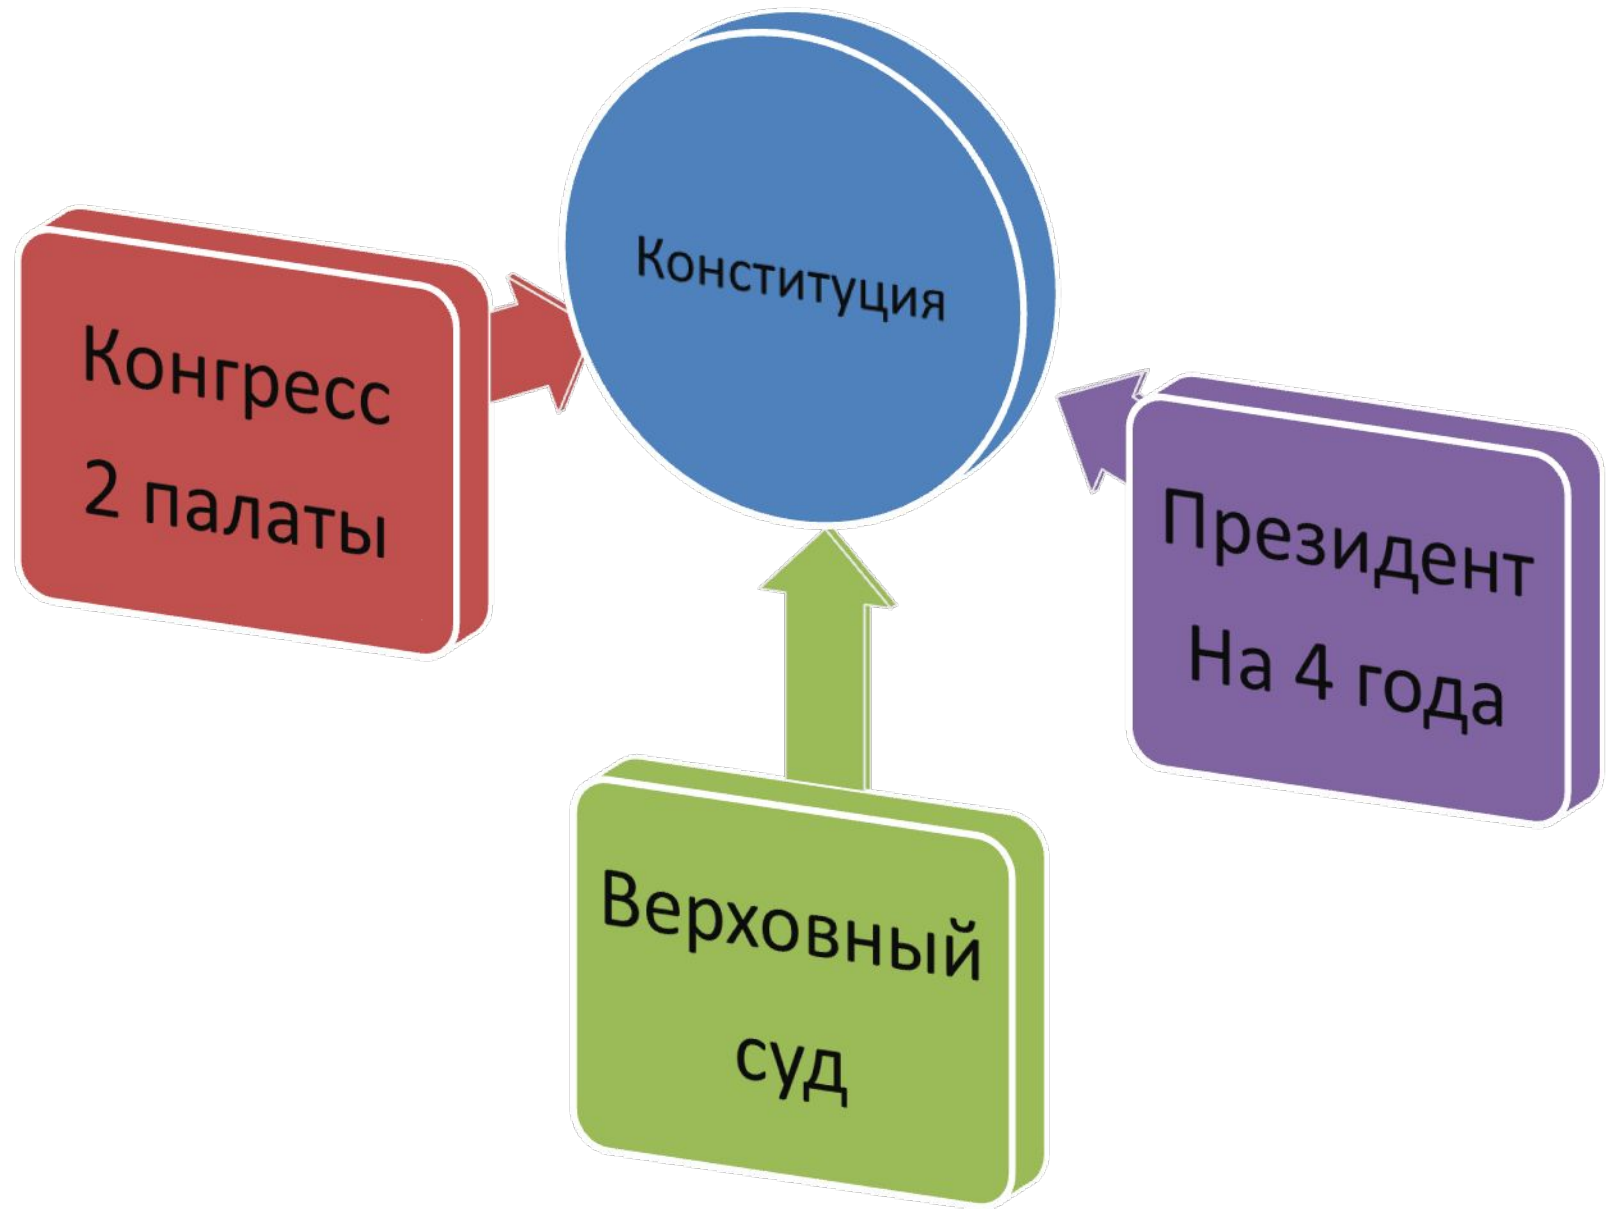 Конституция
Конгресс
2 палаты
Президент
На 4 года
Верховный
суд